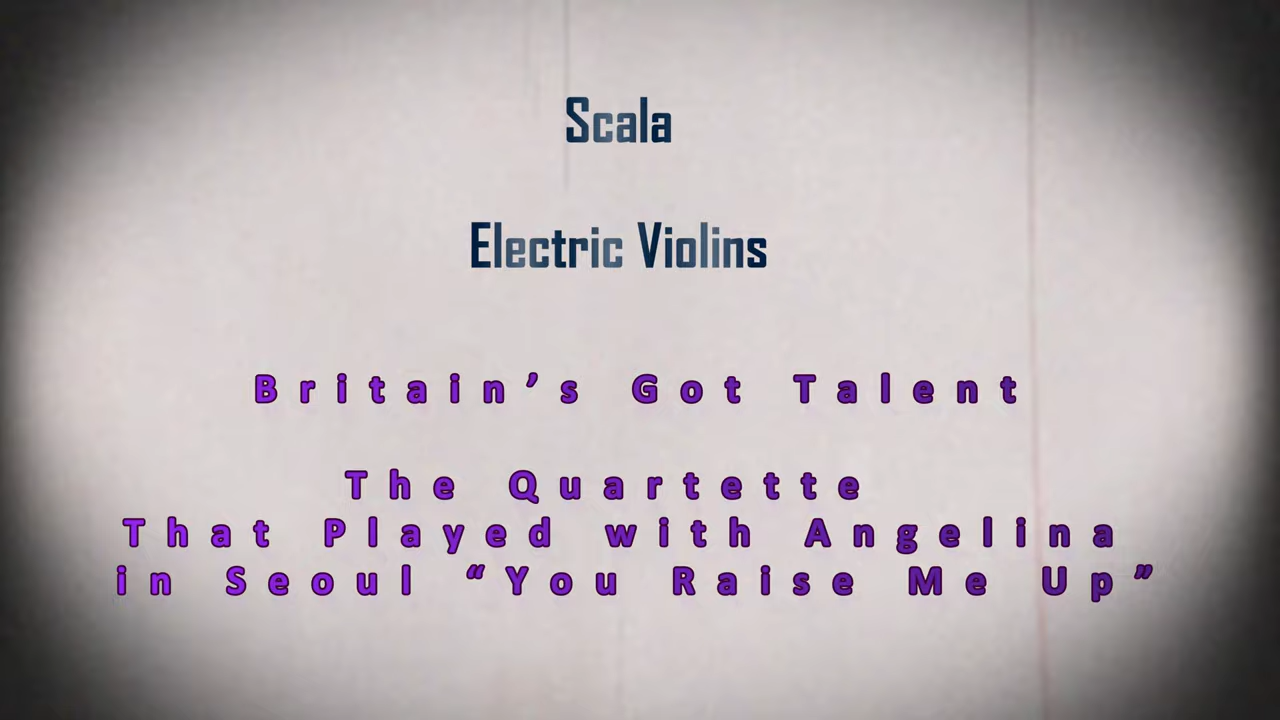 Scala
Electric Violins
Britain’s Got Talent
The Quartette
That Played with Angelina
in Seoul “You Raise Me Up”